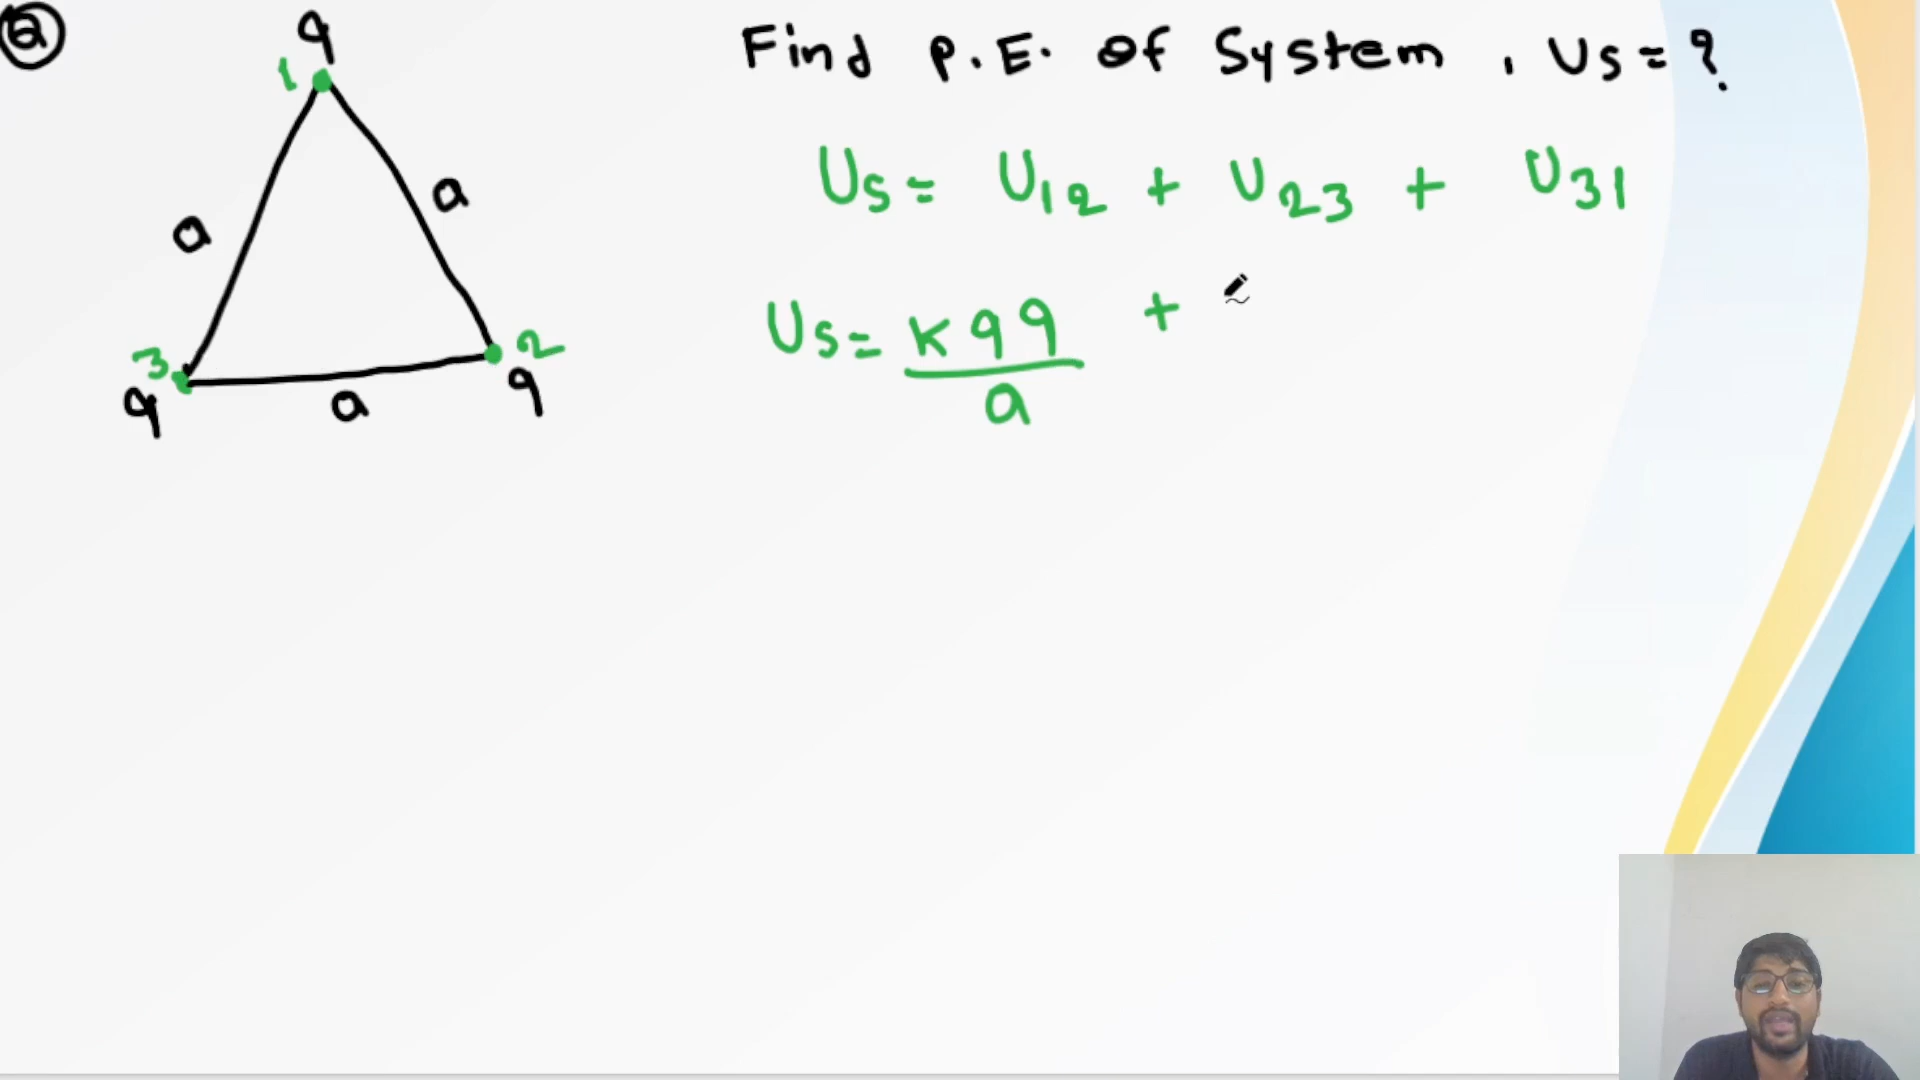 Q
q
1
a
a
3
2
q
a
q
Find P.E. of System , Us = ?
Us = U12 + U23 + U31
Us = Kqq/a +